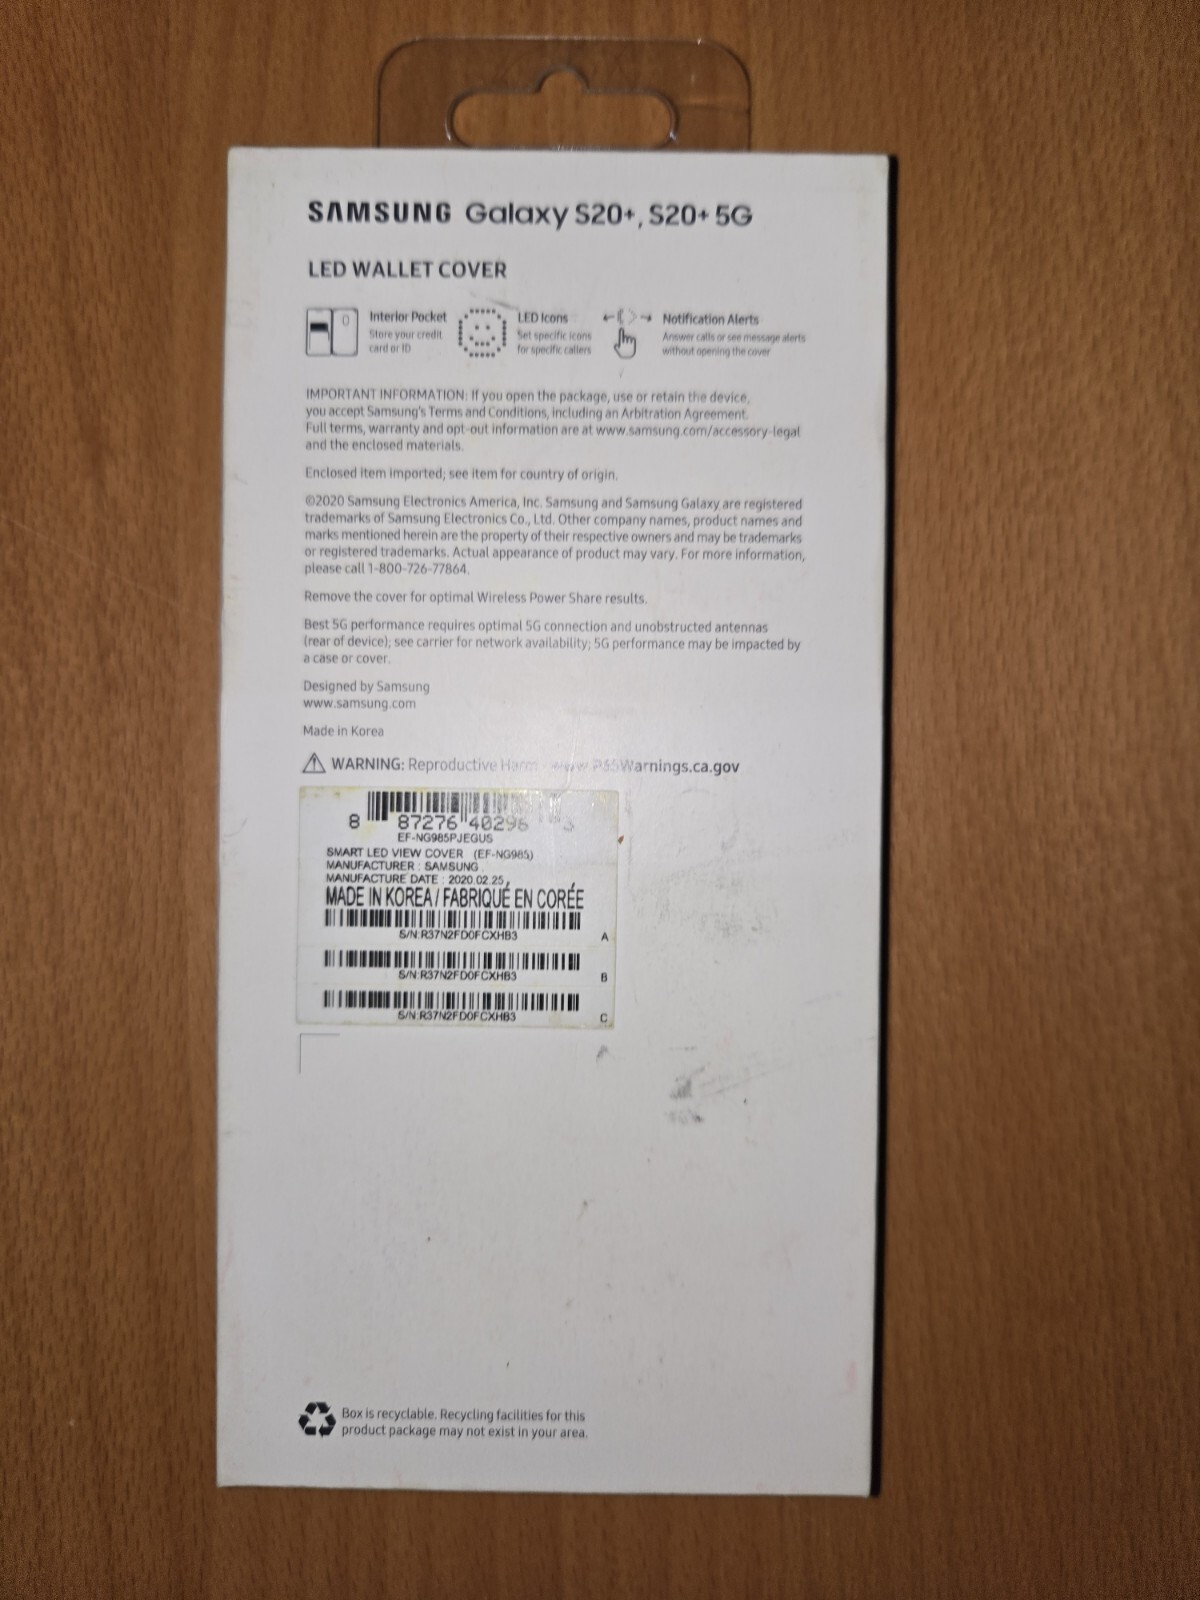 SAMSUNG Galaxy S20+, S20+ 5G
LED WALLET COVER
Interior Pocket
Store your credit
card or ID
LED Icons
Set specific icons
for specific callers
Notification Alerts
Answer calls or see message alerts
without opening the cover
IMPORTANT INFORMATION: If you open the package, use or retain the device,
you accept Samsung's Terms and Conditions, including an Arbitration Agreement.
Full terms, warranty and opt-out information are at www.samsung.com/accessory-legal
and the enclosed materials.
Enclosed item imported; see item for country of origin.
©2020 Samsung Electronics America, Inc. Samsung and Samsung Galaxy are registered
trademarks of Samsung Electronics Co., Ltd. Other company names, product names and
marks mentioned herein are the property of their respective owners and may be trademarks
or registered trademarks. Actual appearance of product may vary. For more information,
please call 1-800-726-77864.
Remove the cover for optimal Wireless Power Share results.
Best 5G performance requires optimal 5G connection and unobstructed antennas
(rear of device); see carrier for network availability; 5G performance may be impacted by
a case or cover.
Designed by Samsung
www.samsung.com
Made in Korea
WARNING: Reproductive Harm - www.P65Warnings.ca.gov
8 87276 40296 3
EF-NG985PJEGUS
SMART LED VIEW COVER (EF-NG985)
MANUFACTURER : SAMSUNG
MANUFACTURE DATE : 2020.02.25
MADE IN KOREA / FABRIQUÉ EN CORÉE
S/N:R37N2FD0FCXHB3 A
S/N:R37N2FD0FCXHB3 B
S/N:R37N2FD0FCXHB3 C
Box is recyclable. Recycling facilities for this
product package may not exist in your area.